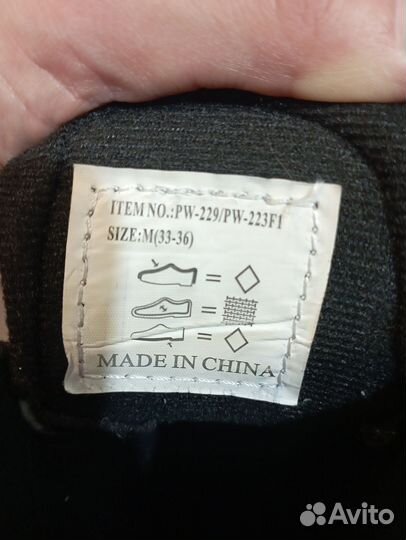 ITEM NO.:PW-229/PW-223F1
SIZE:M(33-36)
=
=
=
MADE IN CHINA
Avito